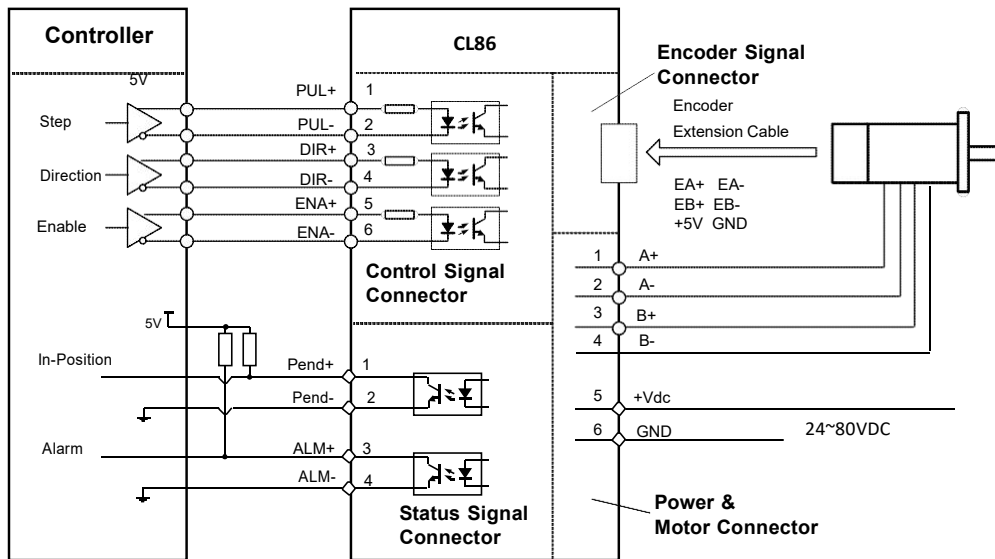 Controller
5V
Step
Direction
Enable
PUL+ 1
PUL- 2
DIR+ 3
DIR- 4
ENA+ 5
ENA- 6
CL86
Control Signal
Connector
5V
In-Position
Alarm
Pend+ 1
Pend- 2
ALM+ 3
ALM- 4
Status Signal
Connector
Encoder Signal
Connector
Encoder
Extension Cable
EA+ EA-
EB+ EB-
+5V GND
1 A+
2 A-
3 B+
4 B-
5 +Vdc
6 GND
24~80VDC
Power &
Motor Connector